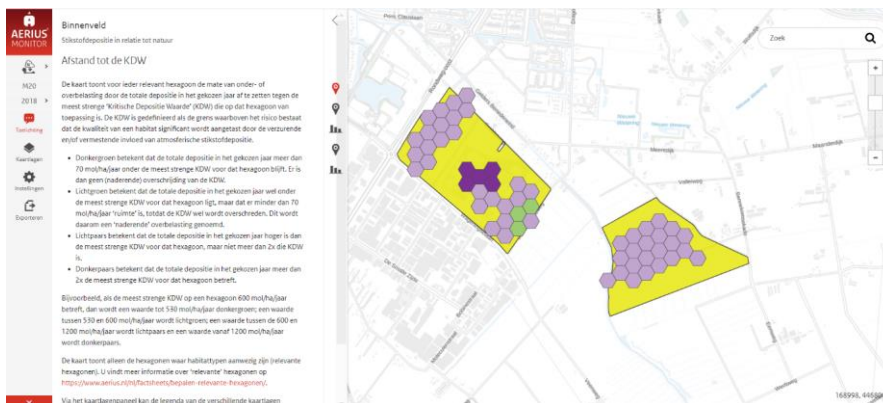 AERIUS
MONITOR
M20
2018
Toelichting
Kaartlagen
Instellingen
Exporteren
Binnenveld
Stikstofdepositie in relatie tot natuur
Afstand tot de KDW
De kaart toont voor ieder relevant hexagoon de mate van onder- of
overbelasting door de totale depositie in het gekozen jaar af te zetten tegen de
meest strenge 'Kritische Depositie Waarde' (KDW) die op dat hexagoon van
toepassing is. De KDW is gedefinieerd als de grens waarboven het risico bestaat
dat de kwaliteit van een habitat significant wordt aangetast door de verzurende
en/of vermestende invloed van atmosferische stikstofdepositie.
• Donkergroen betekent dat de totale depositie in het gekozen jaar meer dan
70 mol/ha/jaar onder de meest strenge KDW voor dat hexagoon blijft. Er is
dan geen (naderende) overschrijding van de KDW.
• Lichtgroen betekent dat de totale depositie in het gekozen jaar wel onder
de meest strenge KDW voor dat hexagoon ligt, maar dat er minder dan 70
mol/ha/jaar 'ruimte' is, totdat de KDW wel wordt overschreden. Dit wordt
daarom een 'naderende' overbelasting genoemd.
• Lichtpaars betekent dat de totale depositie in het gekozen jaar hoger is dan
de meest strenge KDW voor dat hexagoon, maar niet meer dan 2x die KDW
is.
• Donkerpaars betekent dat de totale depositie in het gekozen jaar meer dan
2x de meest strenge KDW voor dat hexagoon betreft.
Bijvoorbeeld, als de meest strenge KDW op een hexagoon 600 mol/ha/jaar
betreft, dan wordt een waarde tot 530 mol/ha/jaar donkergroen; een waarde
tussen 530 en 600 mol/ha/jaar wordt lichtgroen; een waarde tussen de 600 en
1200 mol/ha/jaar wordt lichtpaars en een waarde vanaf 1200 mol/ha/jaar
wordt donkerpaars.
De kaart toont alleen de hexagonen waar habitattypen aanwezig zijn (relevante
hexagonen). U vindt meer informatie over 'relevante' hexagonen op
https://www.aerius.nl/nl/factsheets/bepalen-relevante-hexagonen/.
Via het kaartlagenpaneel kan de legenda van de verschillende kaartlagen
Zoek
Meentdijk
Maanderdijk
Veenweg